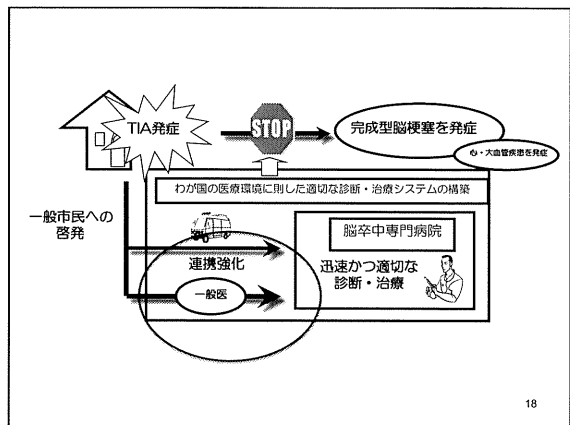 TIA発症
STOP
完成型脳梗塞を発症
心・大血管疾患を発症
わが国の医療環境に則した適切な診断・治療システムの構築
一般市民への
啓発
連携強化
一般医
脳卒中専門病院
迅速かつ適切な
診断・治療
18